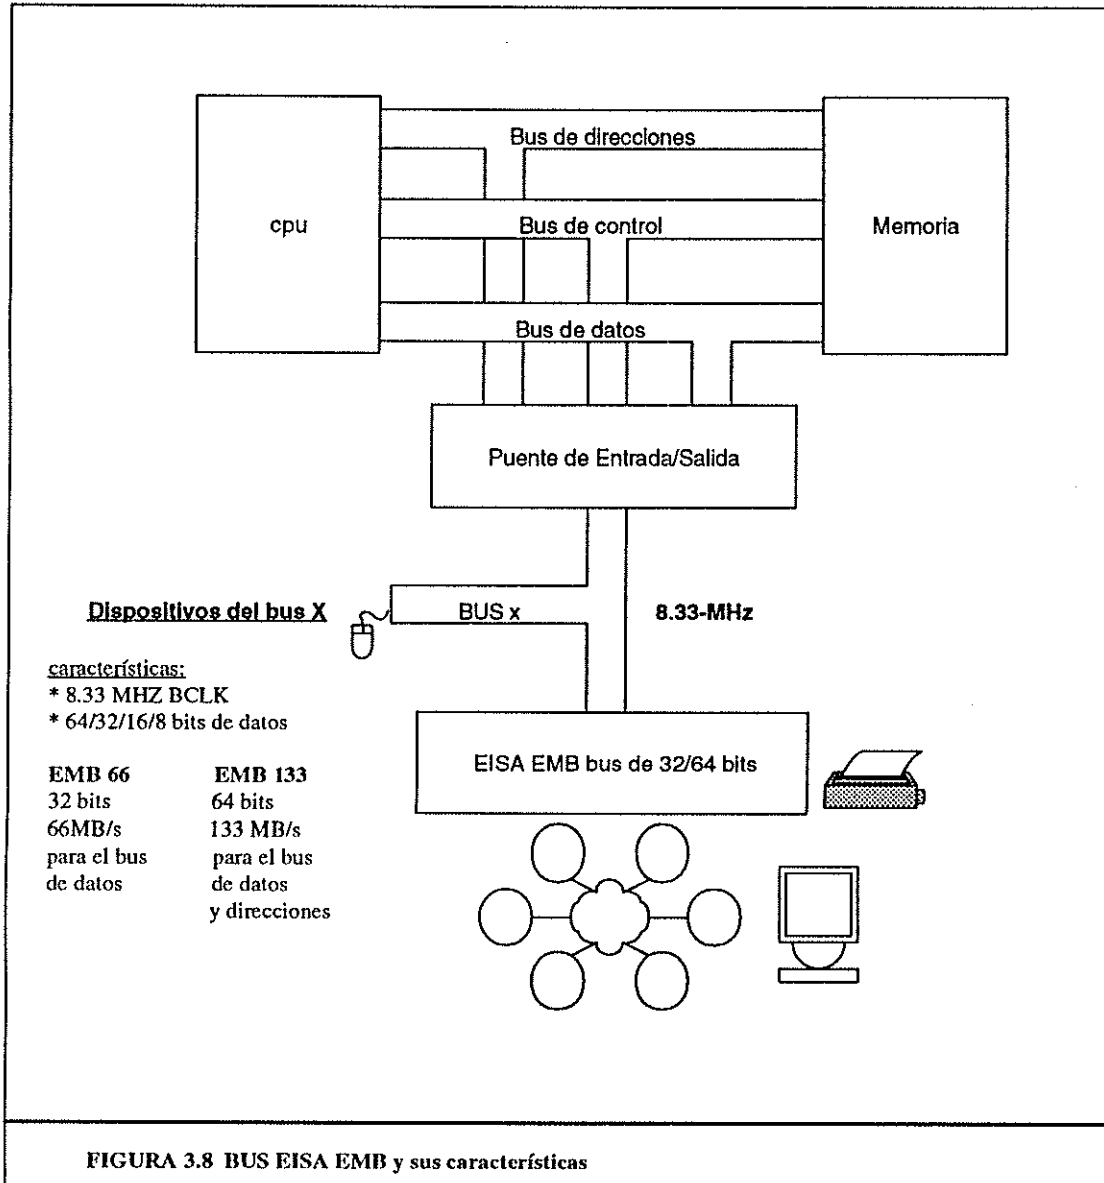 Bus de direcciones
cpu
Bus de control
Memoria
Bus de datos
Puente de Entrada/Salida
Dispositivos del bus X
BUS x
8.33-MHz
características:
* 8.33 MHZ BCLK
* 64/32/16/8 bits de datos
EISA EMB bus de 32/64 bits
EMB 66 EMB 133
32 bits 64 bits
66MB/s 133 MB/s
para el bus para el bus
de datos de datos
y direcciones
FIGURA 3.8 BUS EISA EMB y sus características